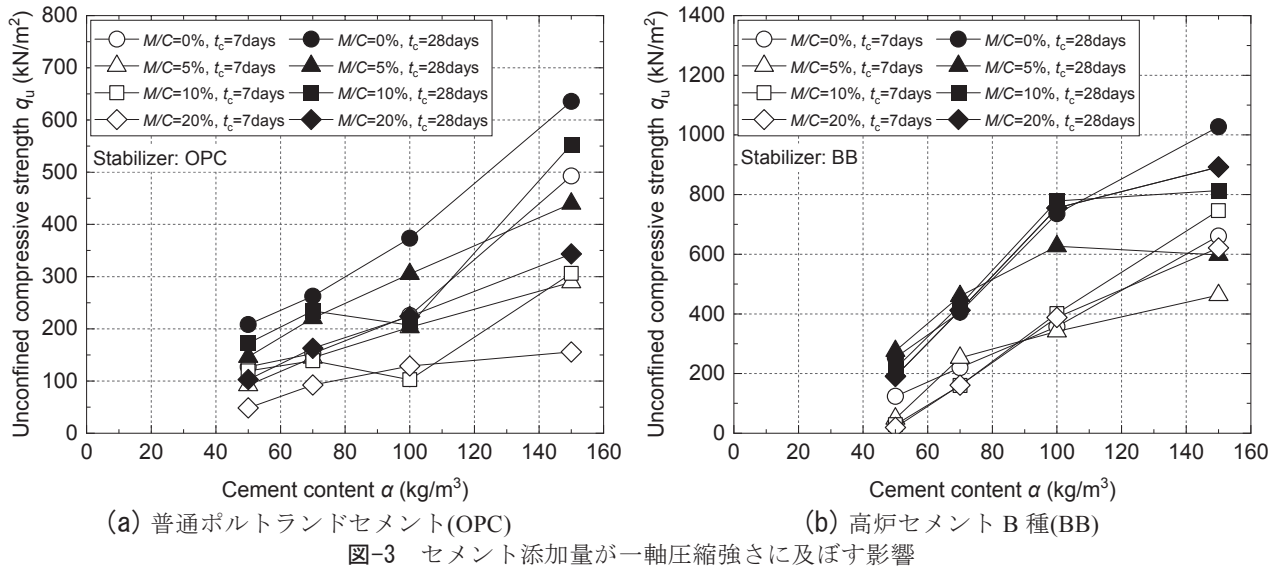 800
700
600
500
400
300
200
100
0
Unconfined compressive strength qu (kN/m²)
M/C=0%, tc=7days
M/C=0%, tc=28days
M/C=5%, tc=7days
M/C=5%, tc=28days
M/C=10%, tc=7days
M/C=10%, tc=28days
M/C=20%, tc=7days
M/C=20%, tc=28days
Stabilizer: OPC
0 20 40 60 80 100 120 140 160
Cement content α (kg/m³)
(a) 普通ポルトランドセメント(OPC)
1400
1200
1000
800
600
400
200
0
Unconfined compressive strength qu (kN/m²)
M/C=0%, tc=7days
M/C=0%, tc=28days
M/C=5%, tc=7days
M/C=5%, tc=28days
M/C=10%, tc=7days
M/C=10%, tc=28days
M/C=20%, tc=7days
M/C=20%, tc=28days
Stabilizer: BB
0 20 40 60 80 100 120 140 160
Cement content α (kg/m³)
(b) 高炉セメント B 種(BB)
図-3 セメント添加量が一軸圧縮強さに及ぼす影響